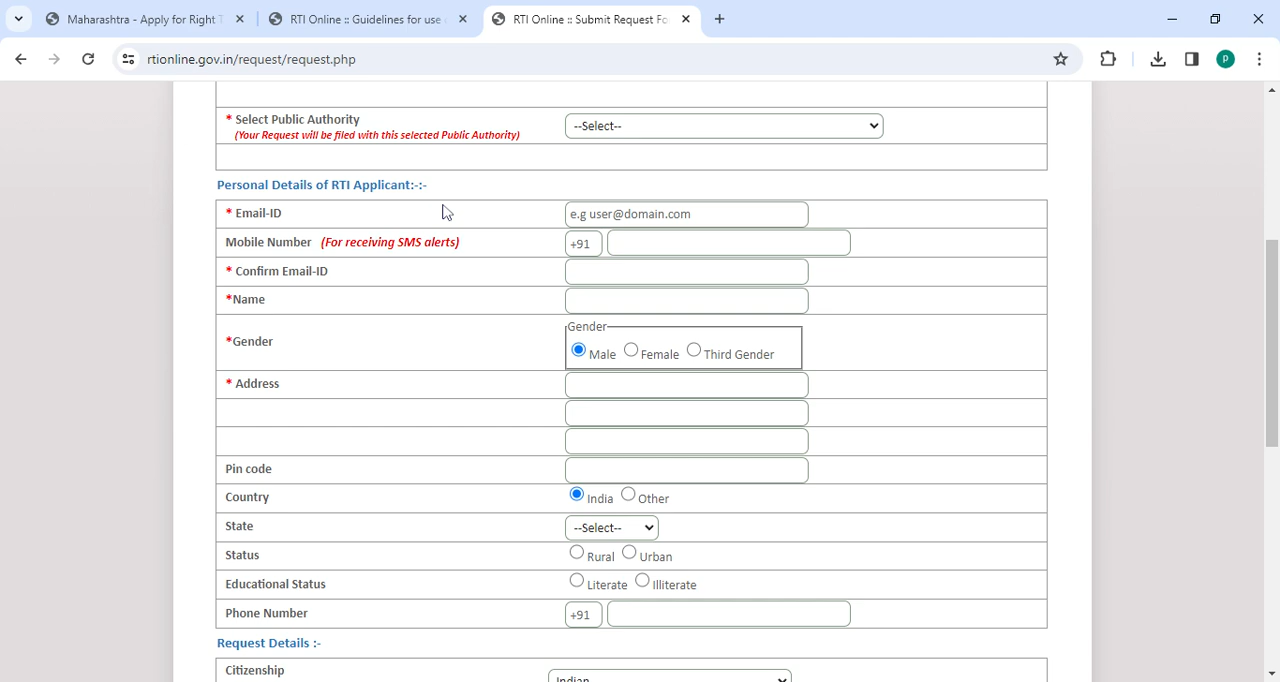 Maharashtra - Apply for Right T
RTI Online :: Guidelines for use
RTI Online :: Submit Request Fo
rtionline.gov.in/request/request.php
P
* Select Public Authority
(Your Request will be filed with this selected Public Authority)
--Select--
Personal Details of RTI Applicant:-:-
* Email-ID
e.g user@domain.com
Mobile Number (For receiving SMS alerts)
+91
* Confirm Email-ID
*Name
Gender
*Gender
Male Female Third Gender
* Address
Pin code
Country
India Other
State
--Select--
Status
Rural Urban
Educational Status
Literate Illiterate
Phone Number
+91
Request Details :-
Citizenship
Indian